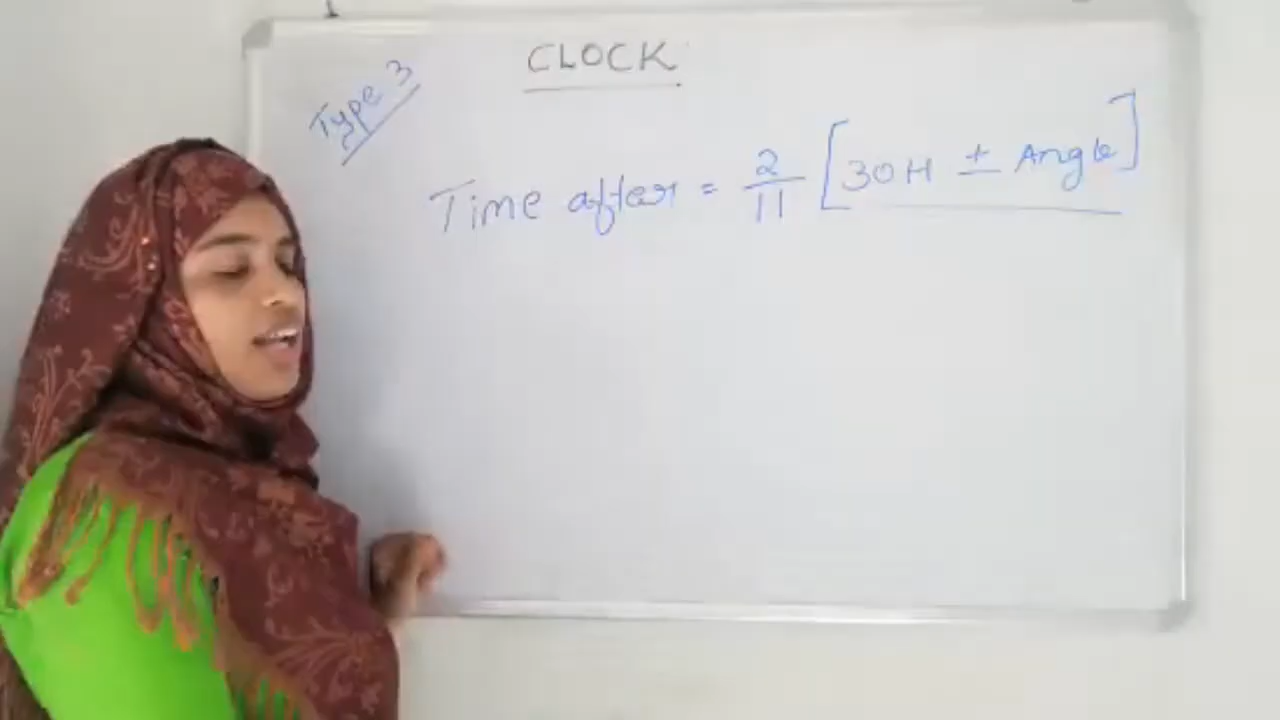 CLOCK
Type 3
Time after = 2/11 [30H ± Angle]